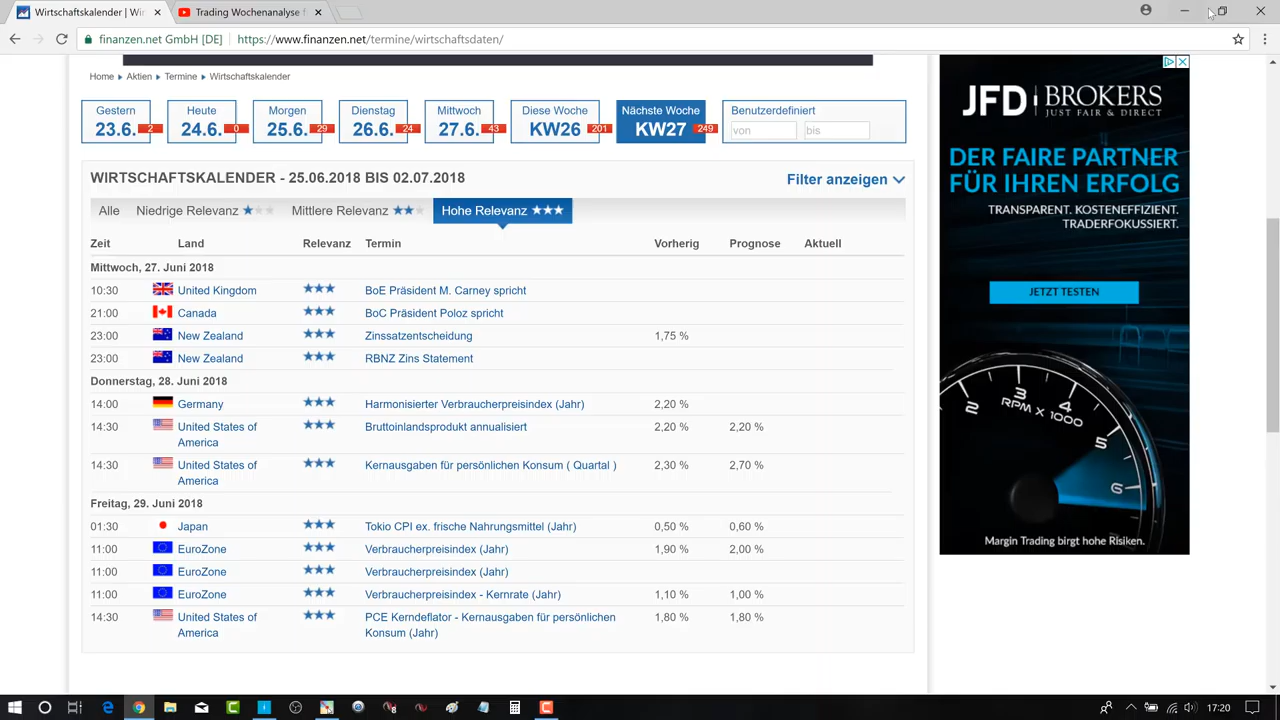 Wirtschaftskalender | Wir
Trading Wochenanalyse f
finanzen.net GmbH [DE] | https://www.finanzen.net/termine/wirtschaftsdaten/
Home Aktien Termine Wirtschaftskalender
Gestern Heute Morgen Dienstag Mittwoch Diese Woche Nächste Woche Benutzerdefiniert
23.6. 2 24.6. 0 25.6. 29 26.6. 24 27.6. 43 KW26 201 KW27 249 von bis
WIRTSCHAFTSKALENDER - 25.06.2018 BIS 02.07.2018
Filter anzeigen
Alle Niedrige Relevanz Mittlere Relevanz Hohe Relevanz
Zeit Land Relevanz Termin Vorherig Prognose Aktuell
Mittwoch, 27. Juni 2018
10:30 United Kingdom BoE Präsident M. Carney spricht
21:00 Canada BoC Präsident Poloz spricht
23:00 New Zealand Zinssatzentscheidung 1,75 %
23:00 New Zealand RBNZ Zins Statement
Donnerstag, 28. Juni 2018
14:00 Germany Harmonisierter Verbraucherpreisindex (Jahr) 2,20 %
14:30 United States of Bruttoinlandsprodukt annualisiert 2,20 % 2,20 %
America
14:30 United States of Kernausgaben für persönlichen Konsum ( Quartal ) 2,30 % 2,70 %
America
Freitag, 29. Juni 2018
01:30 Japan Tokio CPI ex. frische Nahrungsmittel (Jahr) 0,50 % 0,60 %
11:00 EuroZone Verbraucherpreisindex (Jahr) 1,90 % 2,00 %
11:00 EuroZone Verbraucherpreisindex (Jahr)
11:00 EuroZone Verbraucherpreisindex - Kernrate (Jahr) 1,10 % 1,00 %
14:30 United States of PCE Kerndeflator - Kernausgaben für persönlichen 1,80 % 1,80 %
America Konsum (Jahr)
JFD BROKERS
JUST FAIR & DIRECT
DER FAIRE PARTNER
FÜR IHREN ERFOLG
TRANSPARENT. KOSTENEFFIZIENT.
TRADERFOKUSSIERT.
JETZT TESTEN
2 3 4 5 6
RPM x 1000
Margin Trading birgt hohe Risiken.
17:20